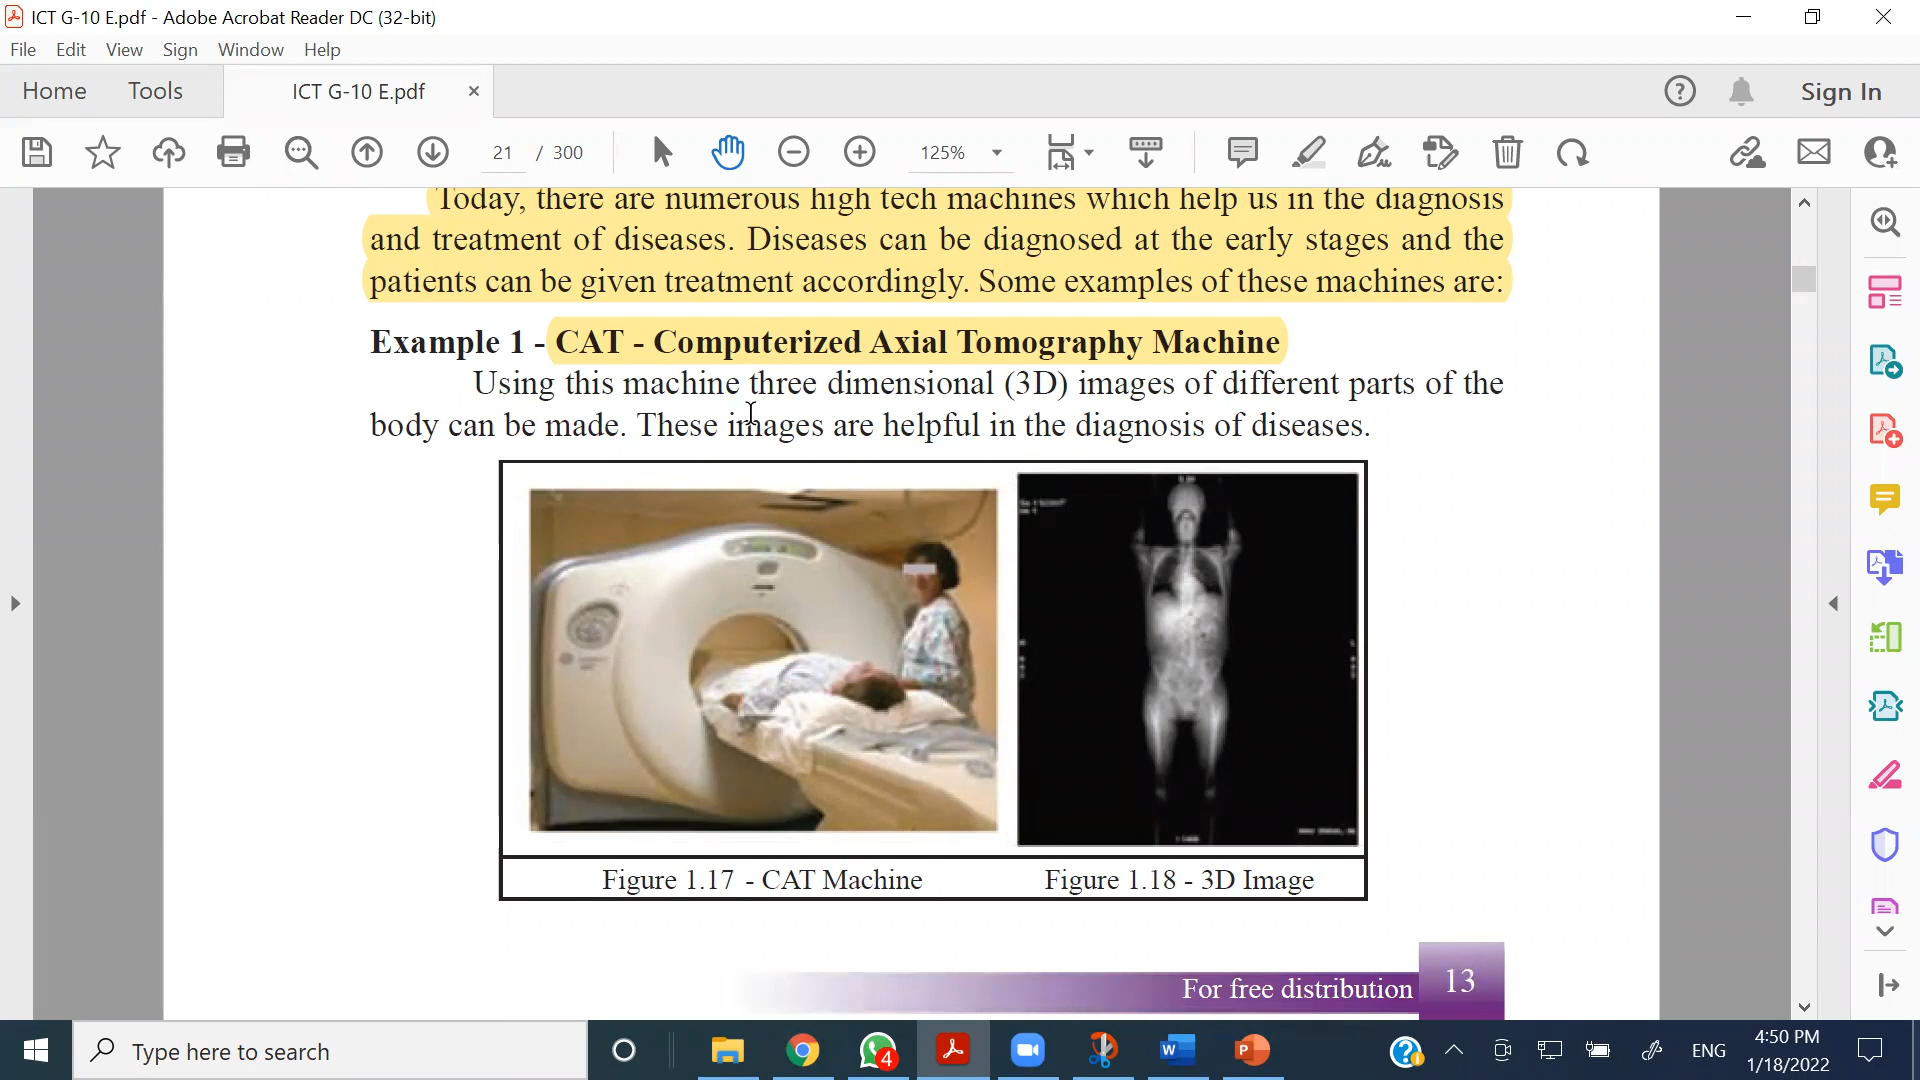 ICT G-10 E.pdf - Adobe Acrobat Reader DC (32-bit)
File Edit View Sign Window Help
Home Tools ICT G-10 E.pdf × Sign In
21 / 300 125%
Today, there are numerous high tech machines which help us in the diagnosis
and treatment of diseases. Diseases can be diagnosed at the early stages and the
patients can be given treatment accordingly. Some examples of these machines are:
Example 1 - CAT - Computerized Axial Tomography Machine
Using this machine three dimensional (3D) images of different parts of the
body can be made. These images are helpful in the diagnosis of diseases.
Figure 1.17 - CAT Machine Figure 1.18 - 3D Image
For free distribution 13
Type here to search
4
ENG
4:50 PM
1/18/2022